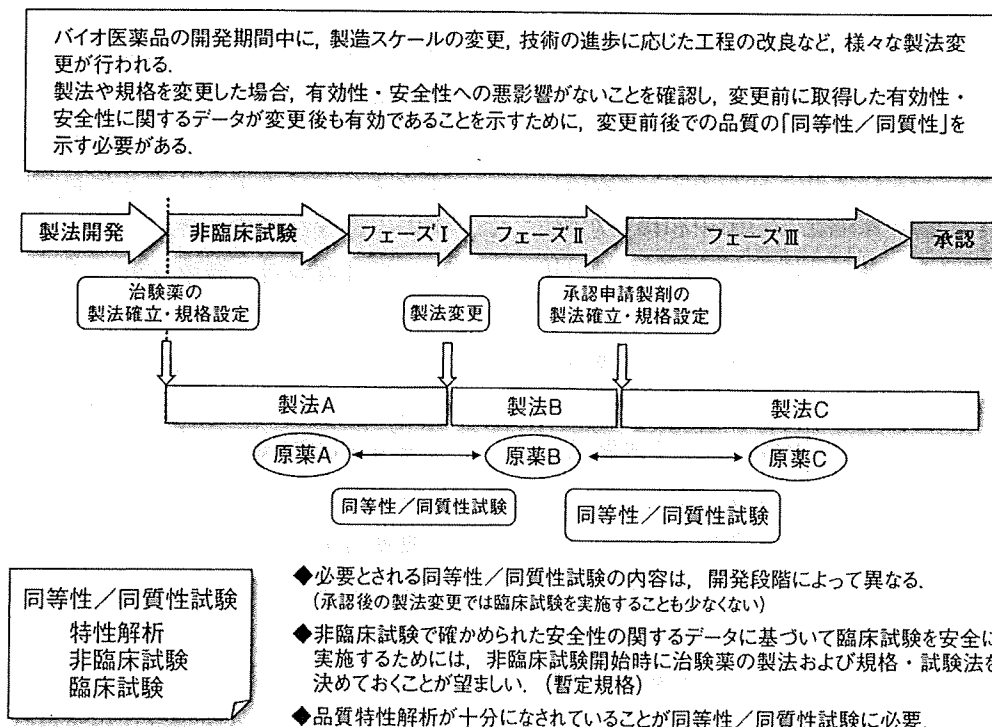 バイオ医薬品の開発期間中に，製造スケールの変更，技術の進歩に応じた工程の改良など，様々な製法変
更が行われる．
製法や規格を変更した場合，有効性・安全性への悪影響がないことを確認し，変更前に取得した有効性・
安全性に関するデータが変更後も有効であることを示すために，変更前後での品質の「同等性／同質性」を
示す必要がある．
製法開発
非臨床試験
フェーズⅠ
フェーズⅡ
フェーズⅢ
承認
治験薬の
製法確立・規格設定
製法変更
承認申請製剤の
製法確立・規格設定
製法A
製法B
製法C
原薬A
原薬B
原薬C
同等性／同質性試験
同等性／同質性試験
同等性／同質性試験
特性解析
非臨床試験
臨床試験
◆必要とされる同等性／同質性試験の内容は，開発段階によって異なる．
（承認後の製法変更では臨床試験を実施することも少なくない）
◆非臨床試験で確かめられた安全性の関するデータに基づいて臨床試験を安全に
実施するためには，非臨床試験開始時に治験薬の製法および規格・試験法を
決めておくことが望ましい．（暫定規格）
◆品質特性解析が十分になされていることが同等性／同質性試験に必要．